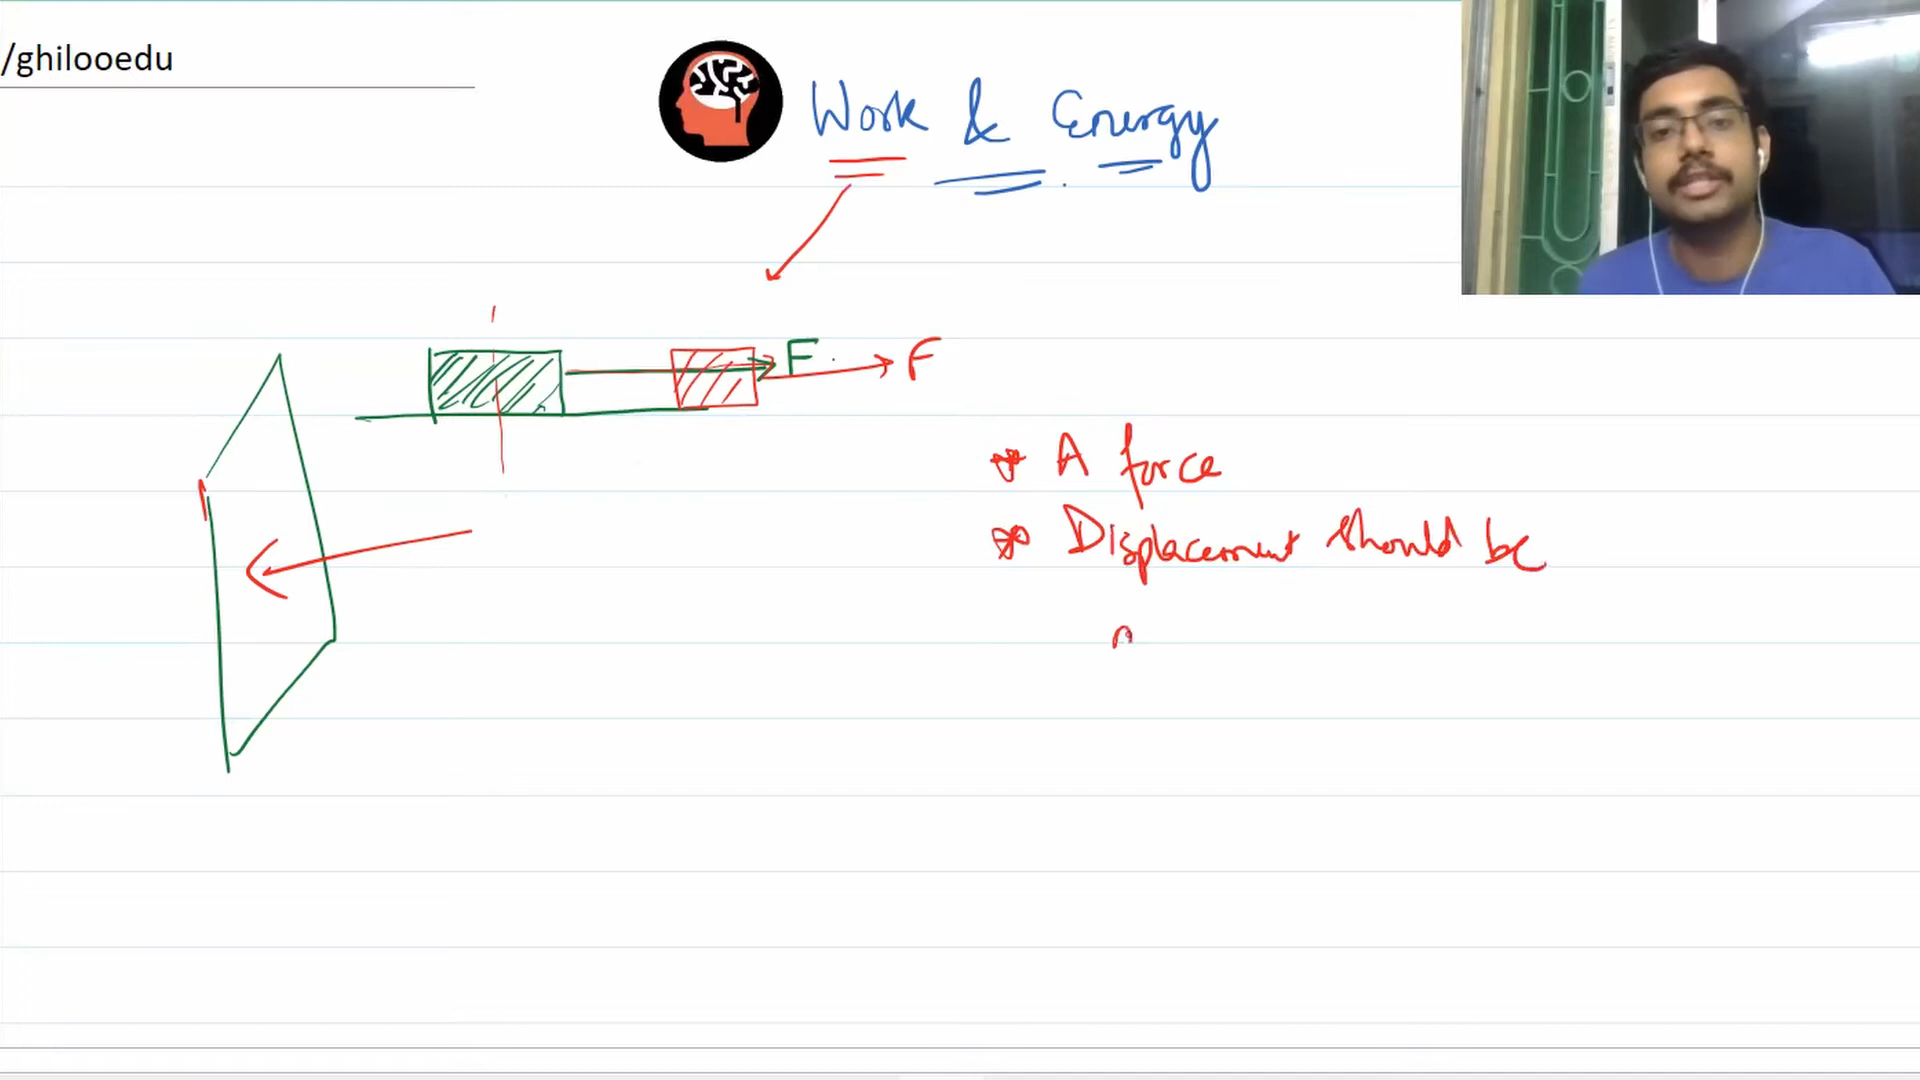 /ghilooedu
Work & Energy
F
F
* A force
* Displacement should be